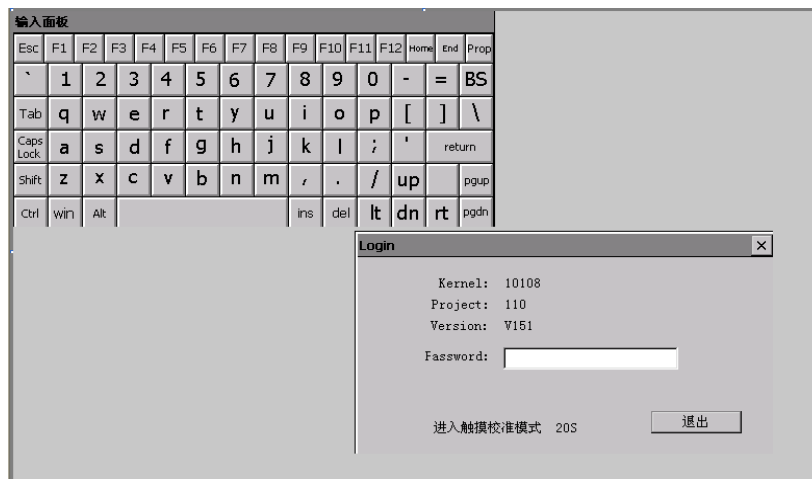 输入面板
Esc F1 F2 F3 F4 F5 F6 F7 F8 F9 F10 F11 F12 Home End Prop
` 1 2 3 4 5 6 7 8 9 0 - = BS
Tab q w e r t y u i o p [ ] \
Caps Lock a s d f g h j k l ; ' return
Shift z x c v b n m , . / up pgup
Ctrl win Alt ins del lt dn rt pgdn
Login
Kernel: 10108
Project: 110
Version: V151
Fassword:
进入触摸校准模式 20S
退出